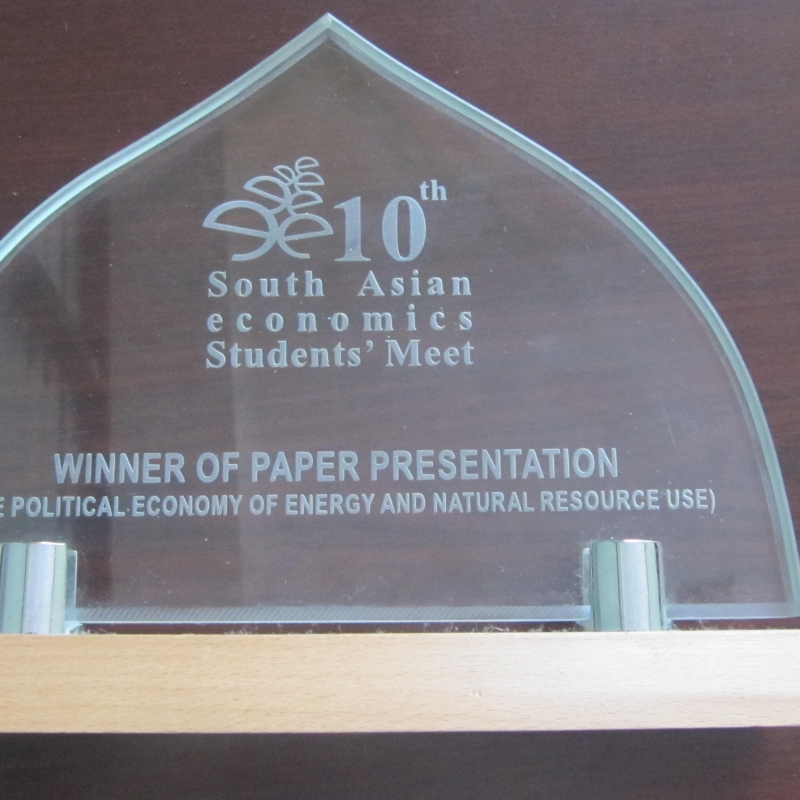 10th
South Asian
economics
Students' Meet
WINNER OF PAPER PRESENTATION
POLITICAL ECONOMY OF ENERGY AND NATURAL RESOURCE USE)